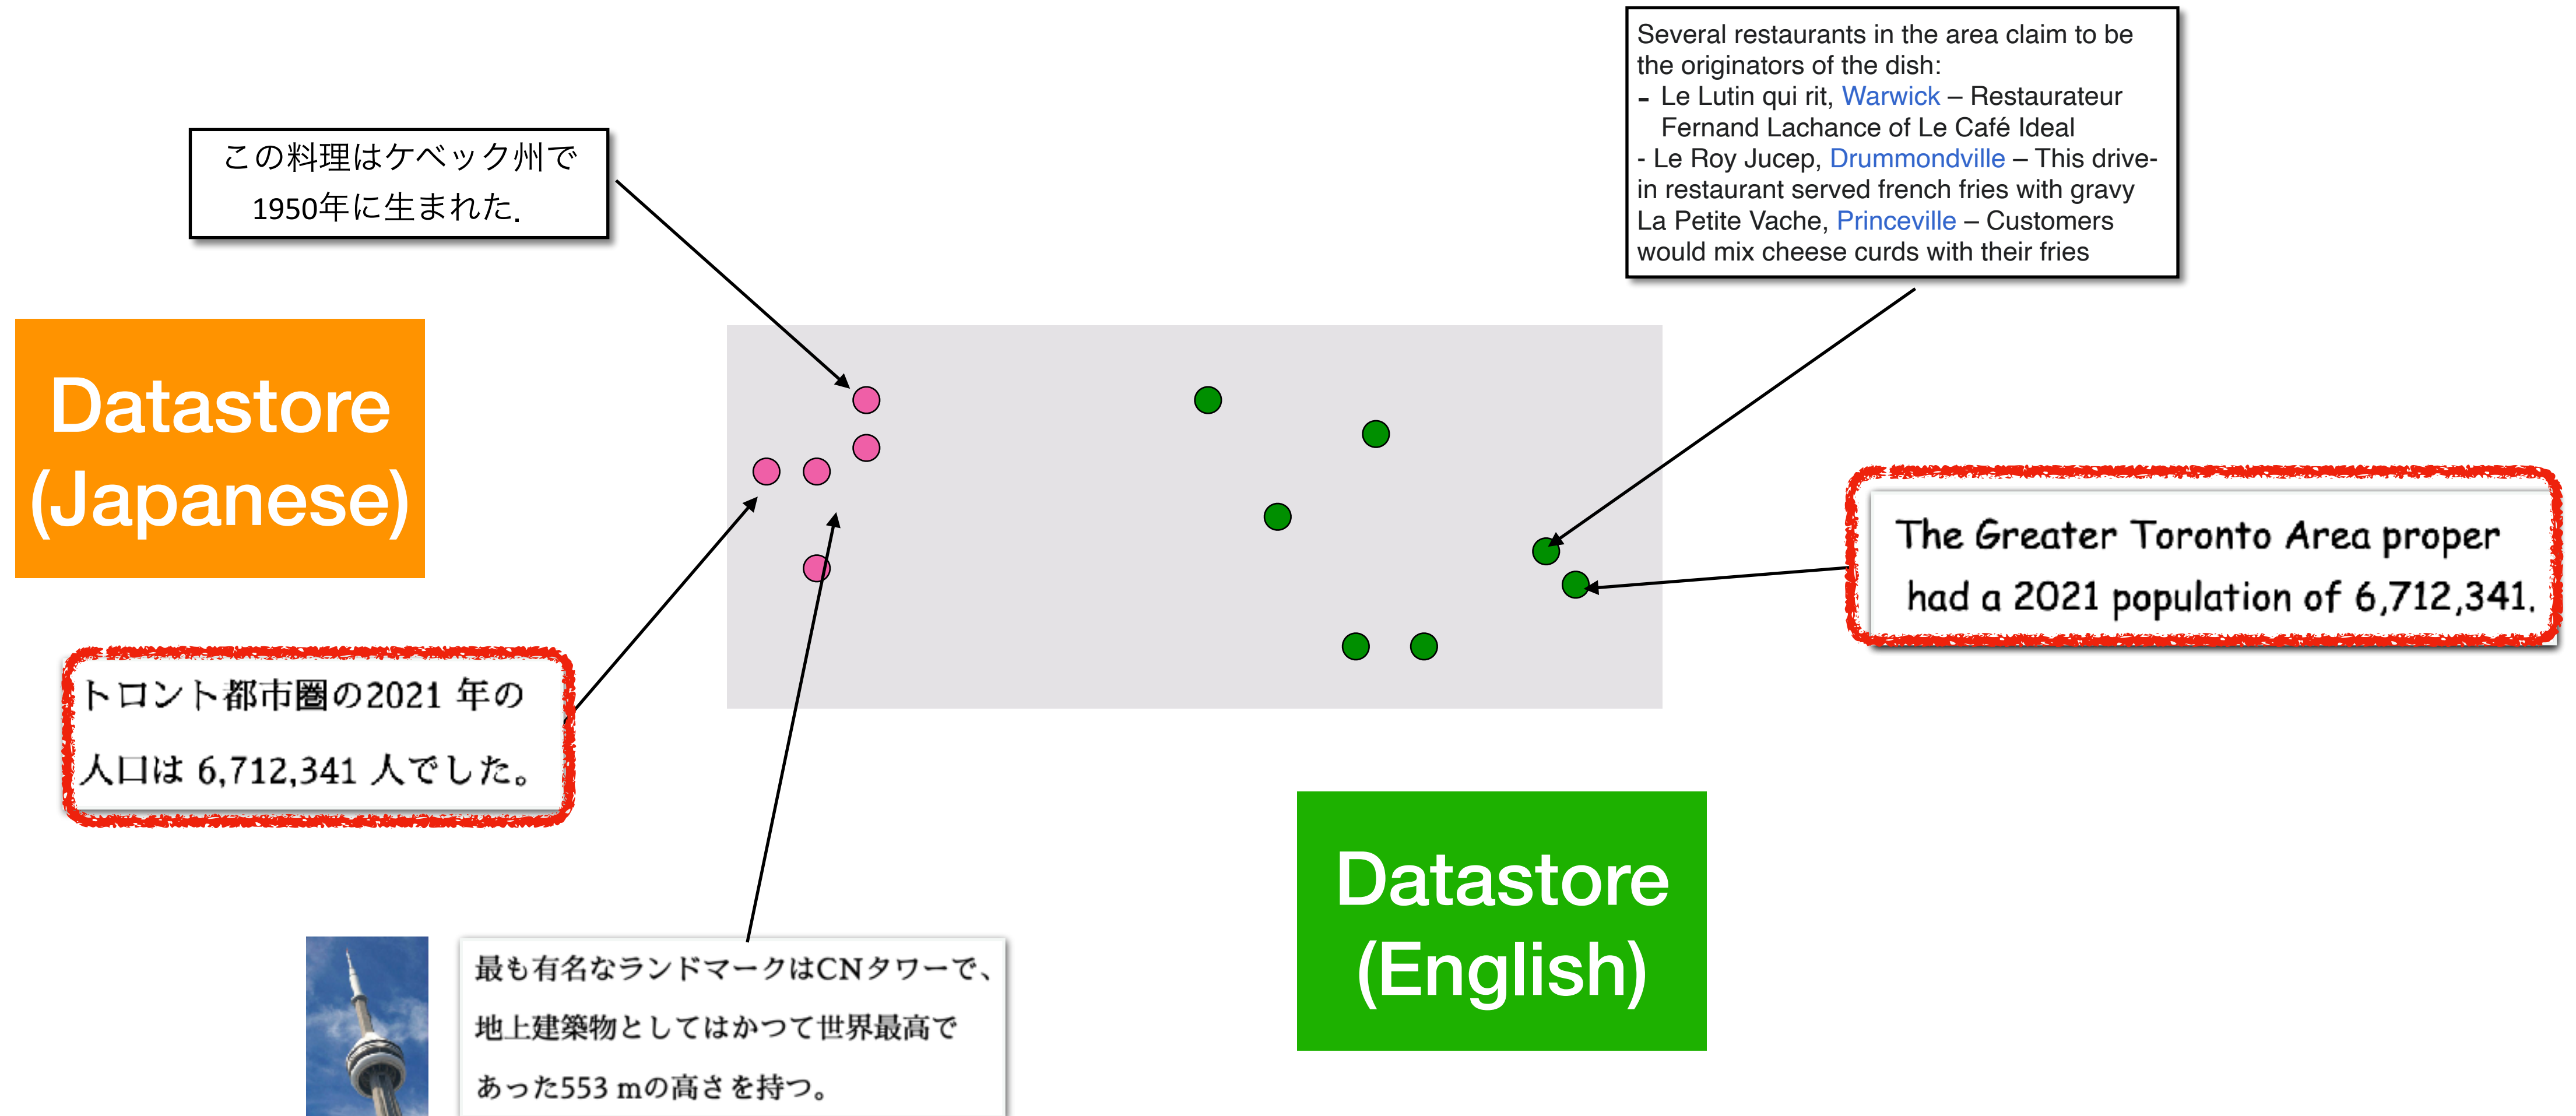 Several restaurants in the area claim to be
the originators of the dish:
- Le Lutin qui rit, Warwick – Restaurateur
Fernand Lachance of Le Café Ideal
- Le Roy Jucep, Drummondville – This drive-
in restaurant served french fries with gravy
La Petite Vache, Princeville – Customers
would mix cheese curds with their fries
この料理はケベック州で
1950年に生まれた.
Datastore
(Japanese)
The Greater Toronto Area proper
had a 2021 population of 6,712,341.
トロント都市圏の2021 年の
人口は 6,712,341 人でした。
Datastore
(English)
最も有名なランドマークはCNタワーで、
地上建築物としてはかつて世界最高で
あった553 mの高さを持つ。